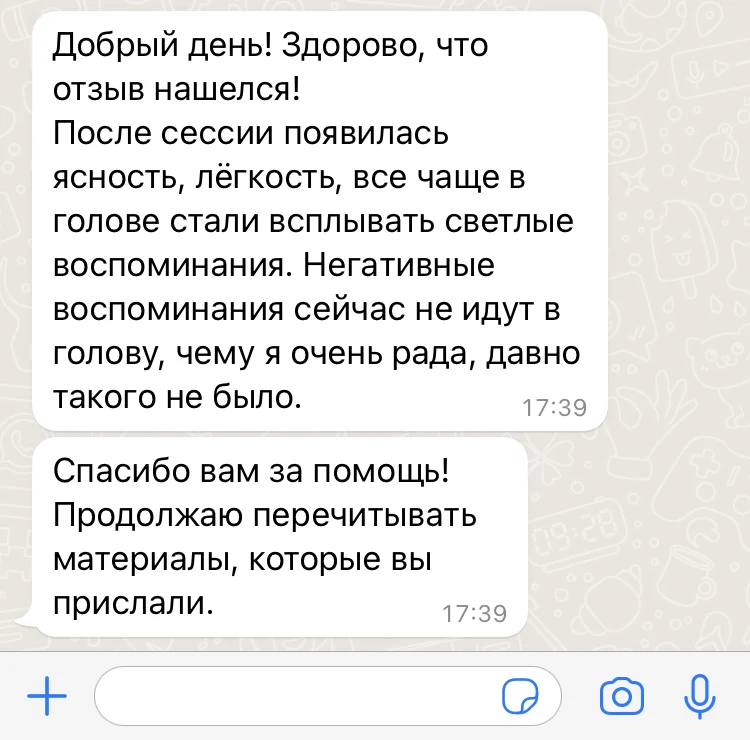 Добрый день! Здорово, что
отзыв нашелся!
После сессии появилась
ясность, лёгкость, все чаще в
голове стали всплывать светлые
воспоминания. Негативные
воспоминания сейчас не идут в
голову, чему я очень рада, давно
такого не было.
17:39
Спасибо вам за помощь!
Продолжаю перечитывать
материалы, которые вы
прислали.
17:39
09:28